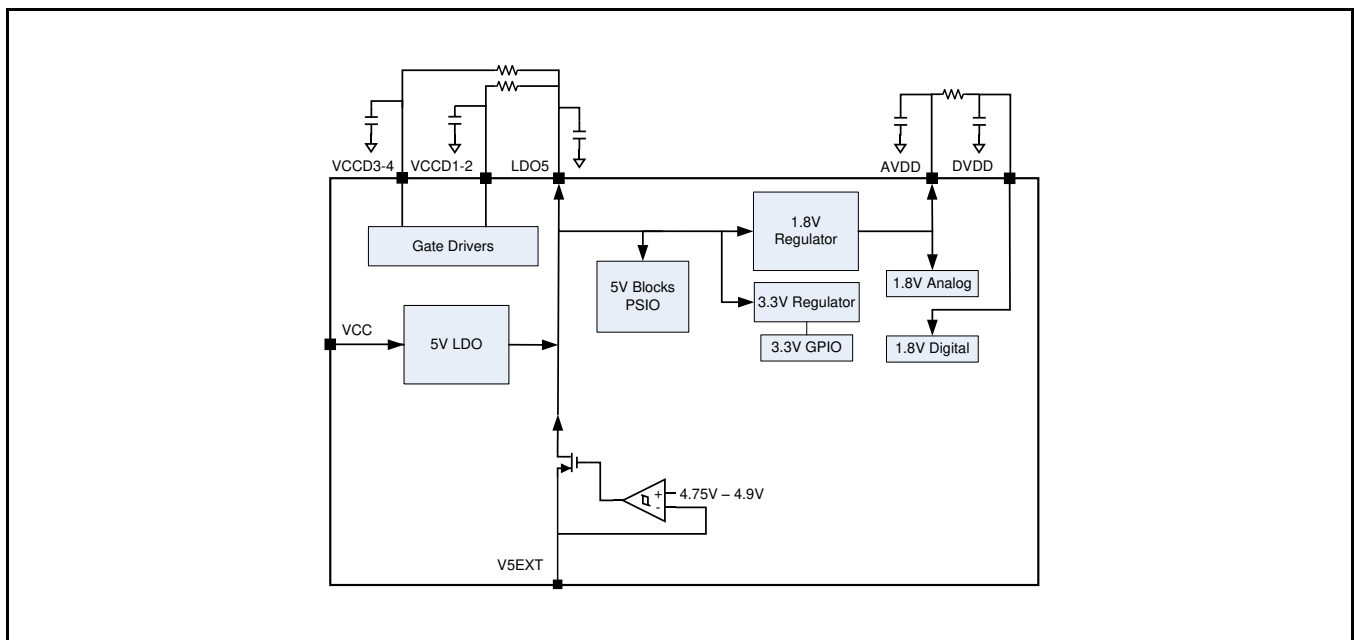 VCCD3-4 VCCD1-2 LDO5 AVDD DVDD
1.8V
Regulator
Gate Drivers
5V Blocks
PSIO
1.8V Analog
3.3V Regulator
VCC
5V LDO
3.3V GPIO
1.8V Digital
+ 4.75V – 4.9V
-
V5EXT